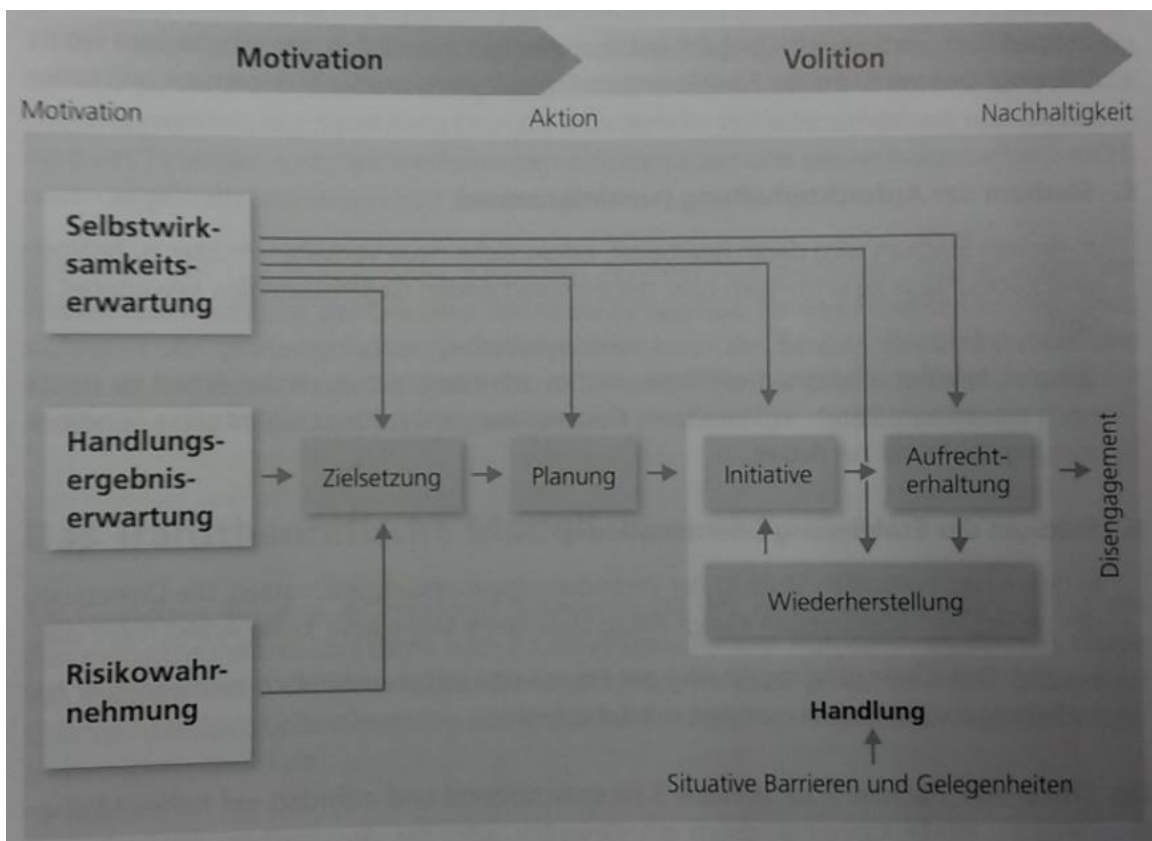 Motivation
Volition
Motivation
Aktion
Nachhaltigkeit
Selbstwirk-
samkeits-
erwartung
Handlungs-
ergebnis-
erwartung
Zielsetzung
Planung
Initiative
Aufrecht-
erhaltung
Disengagement
Wiederherstellung
Risikowahr-
nehmung
Handlung
Situative Barrieren und Gelegenheiten